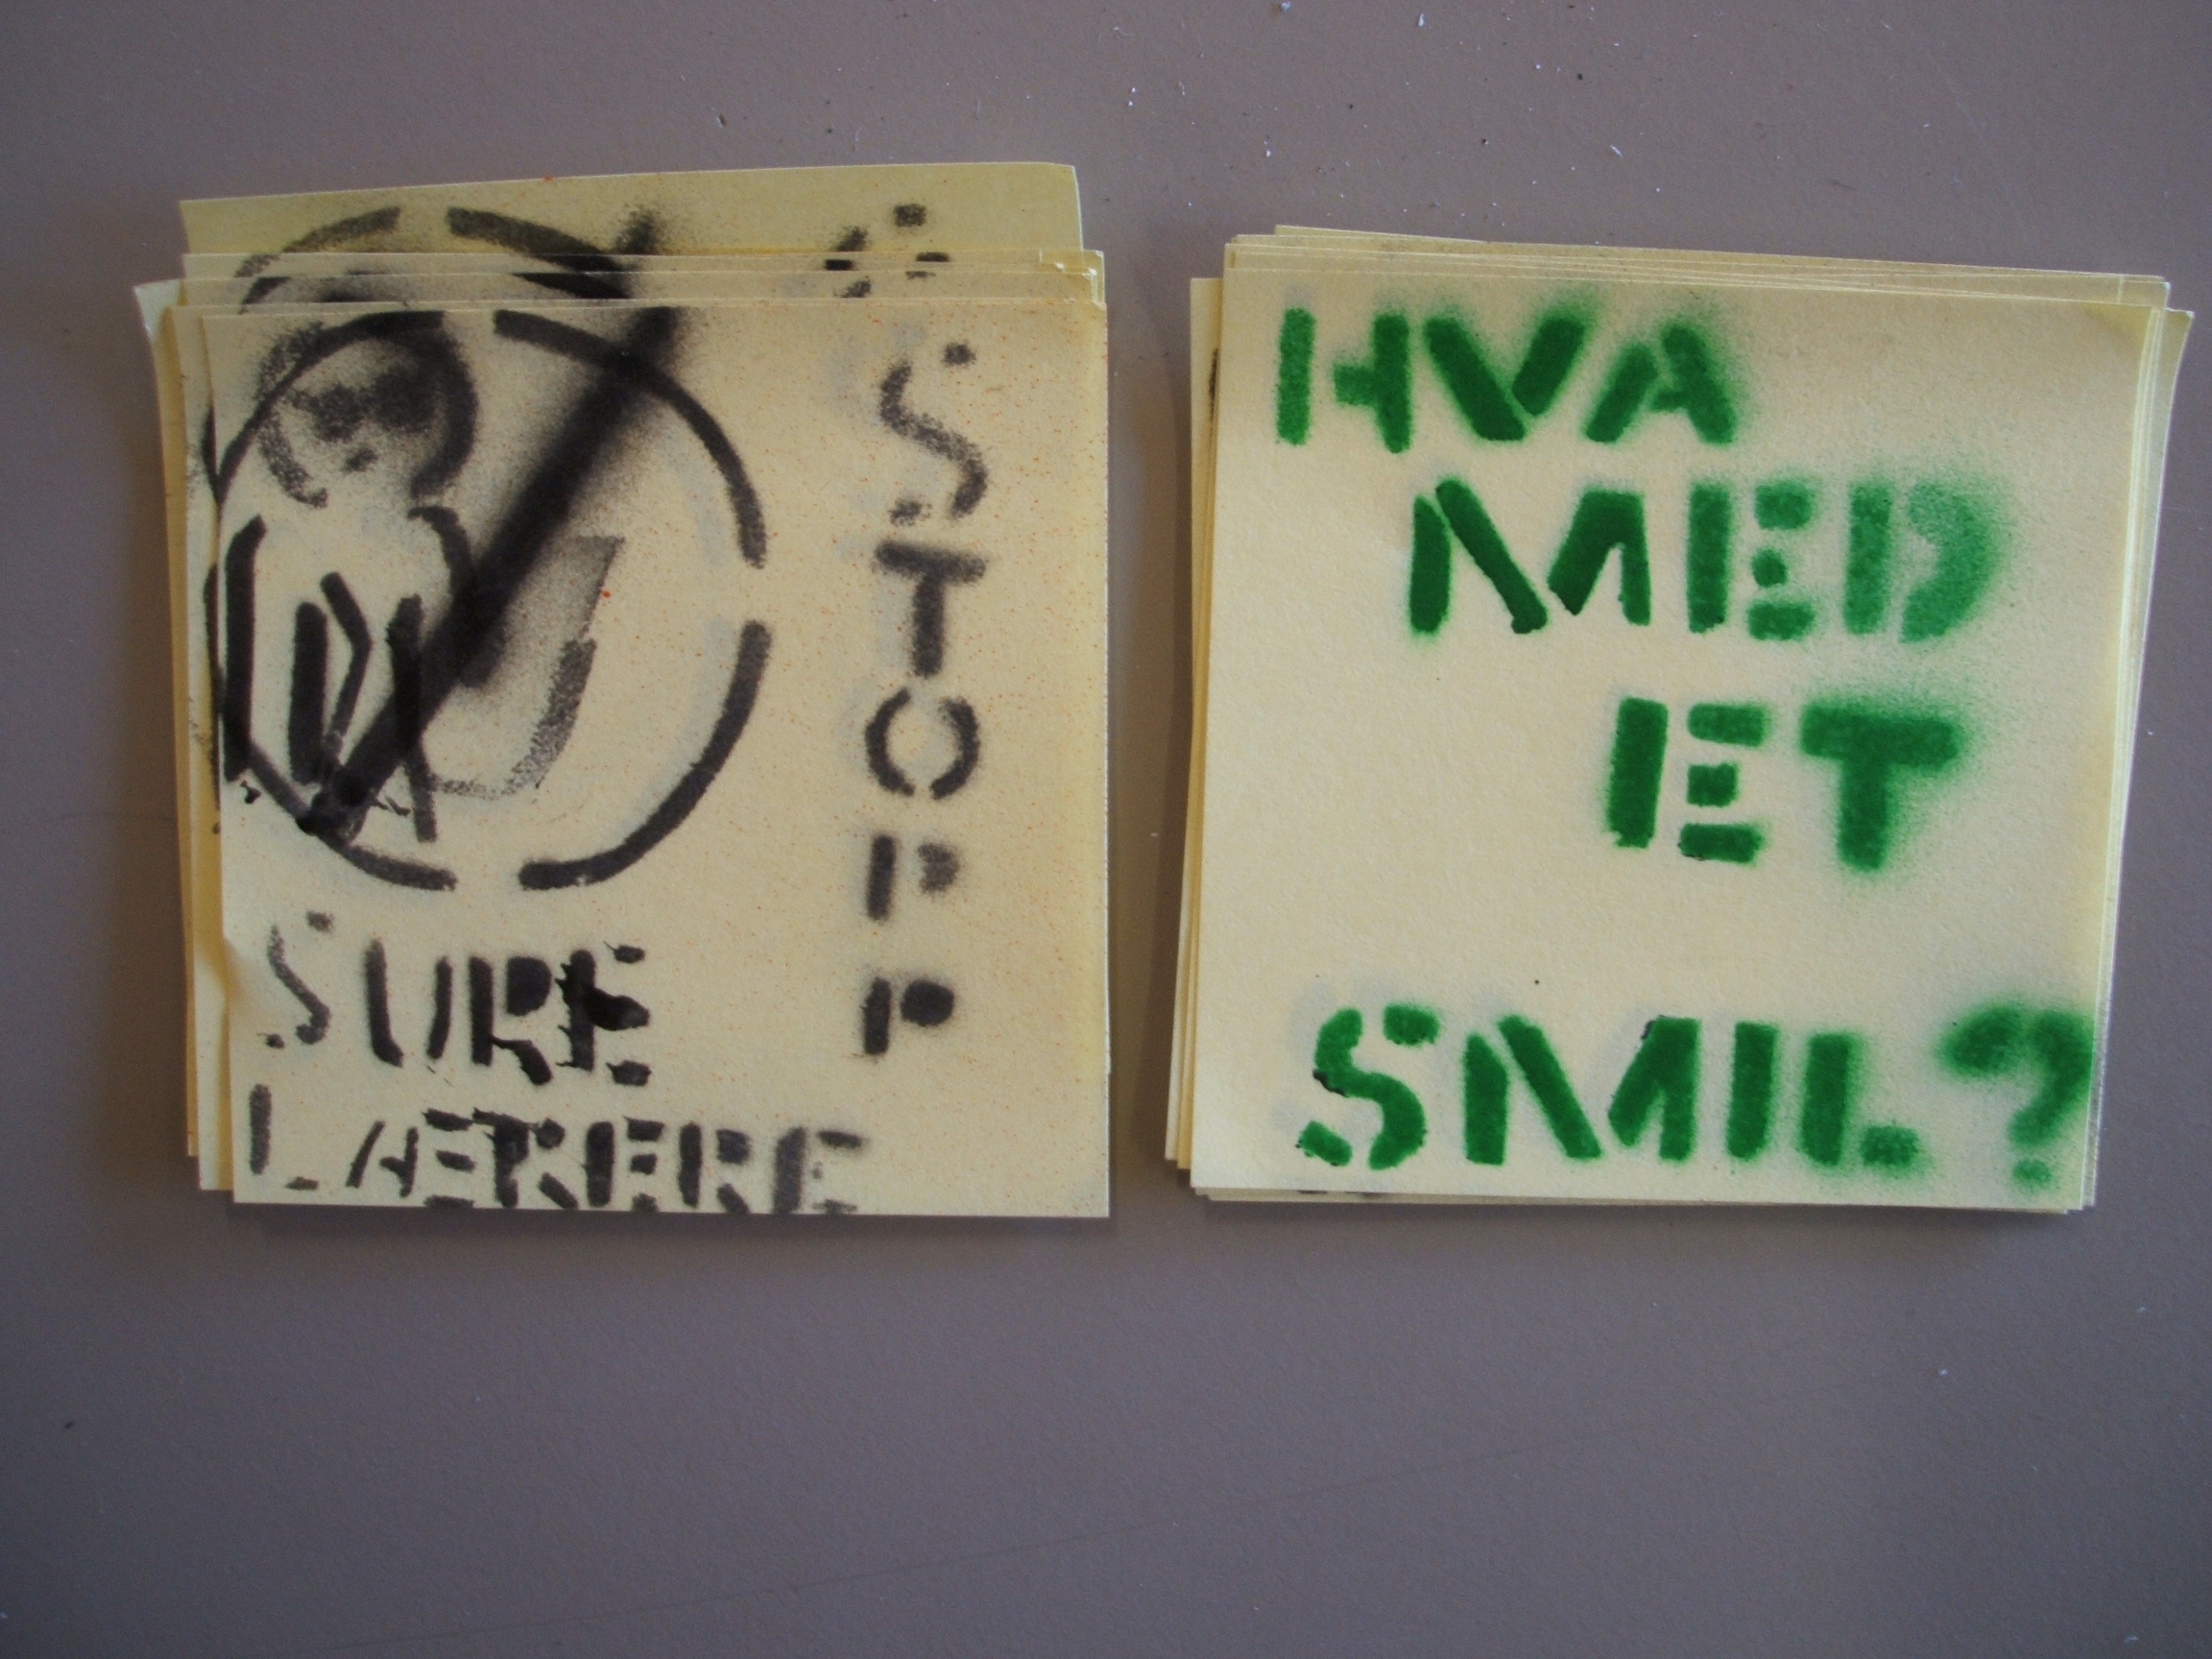 STOPP
SURE
LÆRERE
HVA
MED
ET
SMIL?